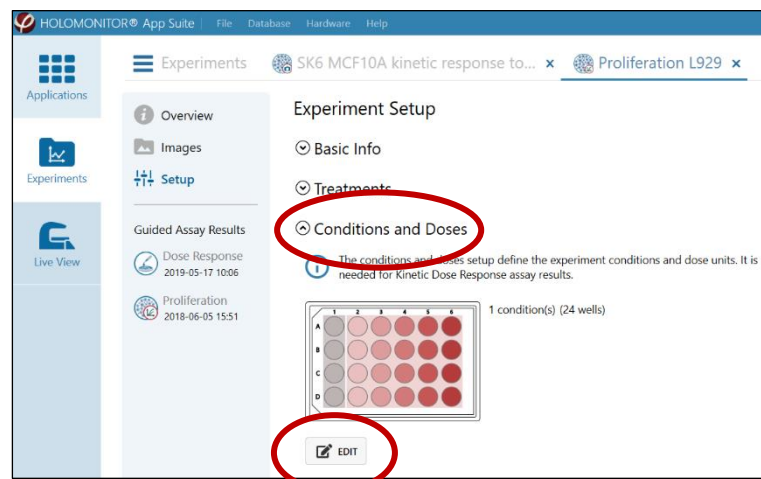 HOLOMONITOR® App Suite File Database Hardware Help
Applications
Experiments
Live View
Experiments SK6 MCF10A kinetic response to... × Proliferation L929 ×
Overview
Images
Setup
Guided Assay Results
Dose Response
2019-05-17 10:06
Proliferation
2018-06-05 15:51
Experiment Setup
Basic Info
Treatments
Conditions and Doses
The conditions and doses setup define the experiment conditions and dose units. It is
needed for Kinetic Dose Response assay results.
1 2 3 4 5 6
A
B
C
D
1 condition(s) (24 wells)
EDIT